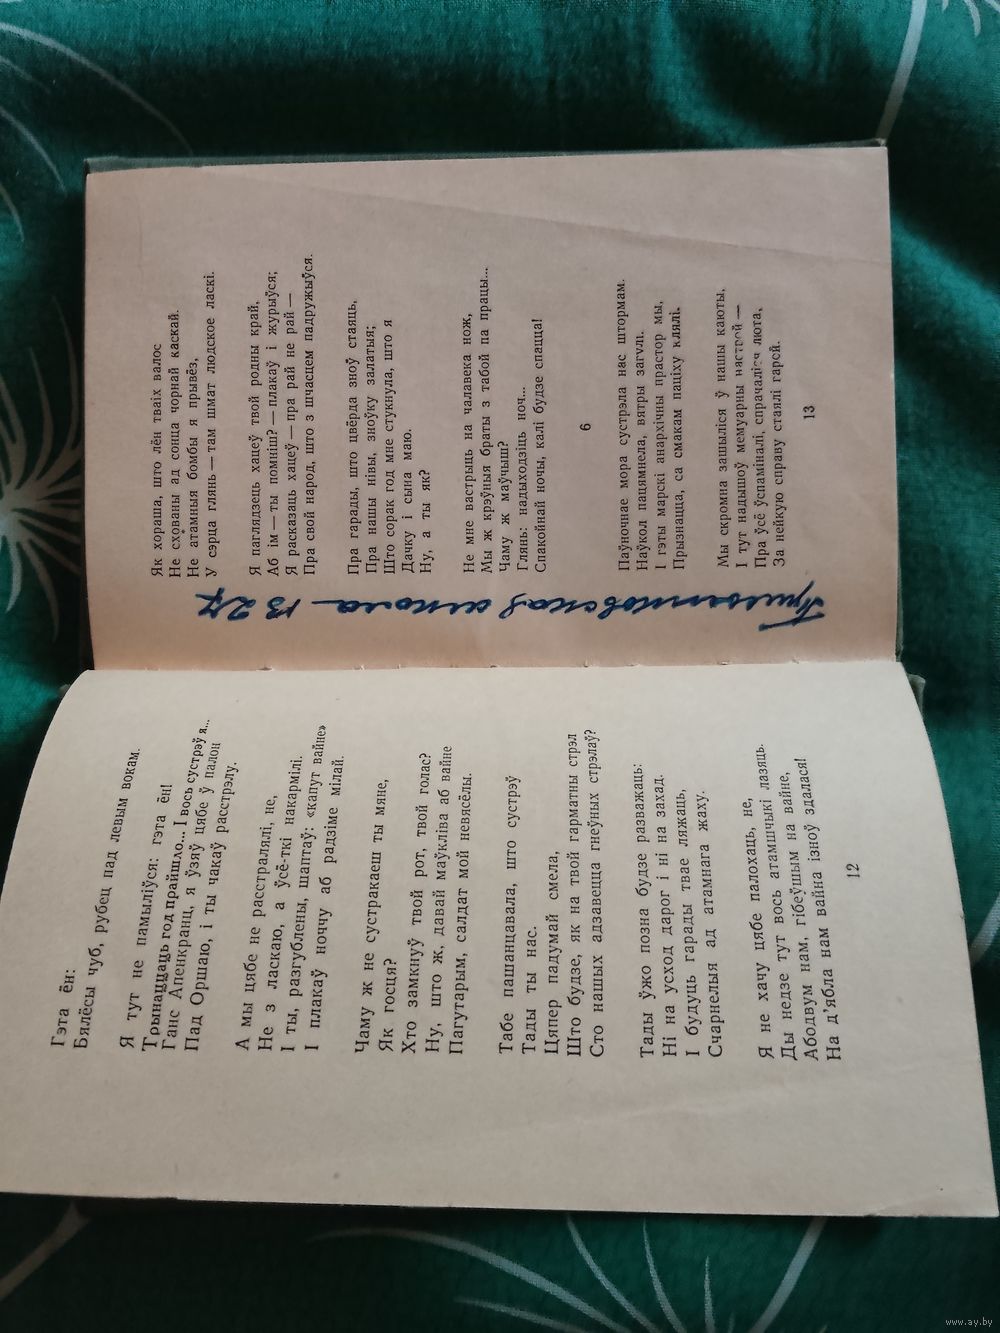 Гэта ён:
Бялёсы чуб, рубец пад левым вокам.
Я тут не памыліўся: гэта ён!
Трынаццаць год прайшло... І вось сустрэў я...
Ганс Апенкранц, я ўзяў цябе ў палон
Пад Оршаю, і ты чакаў расстрэлу.
А мы цябе не расстралялі, не,
Не з ласкаю, а ўсё-ткі накармілі.
І ты, разгублены, шаптаў: «капут вайне»
І плакаў ноччу аб радзіме мілай.
Чаму ж не сустракаеш ты мяне,
Як госця?
Хто замкнуў твой рот, твой голас?
Ну, што ж, давай маўкліва аб вайне
Пагутарым, салдат мой невясёлы.
Табе пашанцавала, што сустрэў
Тады ты нас.
Цяпер падумай смела,
Што будзе, як на твой гарматны стрэл
Сто нашых адзавецца гнеўных стрэлаў?
Тады ўжо позна будзе разважаць:
Ні на усход дарог і ні на захад.
І будуць гарады твае ляжаць,
Счарнелыя ад атамнага жаху.
Я не хачу цябе палохаць, не,
Ды недзе тут вось атамшчыкі лазяць.
Абодвум нам, гібеўшым на вайне,
На д'ябла нам вайна ізноў здалася!
12
Як хораша, што лён тваіх валос
Не схованы ад сонца чорнай каскай.
Не атамныя бомбы я прывёз,
У сэрца глянь — там шмат людское ласкі.
Я паглядзець хацеў твой родны край,
Аб ім — ты помніш? — плакаў і журыўся;
Я расказаць хацеў — пра рай не рай —
Пра свой народ, што з шчасцем падружыўся.
Пра гарады, што цвёрда зноў стаяць,
Пра нашы нівы, зноўку залатыя;
Што сорак год мне стукнула, што я
Дачку і сына маю.
Ну, а ты як?
Не мне вастрыць на чалавека нож,
Мы ж крэўныя браты з табой па працы...
Чаму ж маўчыш?
Глянь: надыходзіць ноч...
Спакойнай ночы, калі будзе спацца!
6
Паўночнае мора сустрэла нас штормам.
Наўкол пацямнела, вятры загулі.
І гэты марскі анархічны прастор мы,
Прызнацца, са смакам паціху клялі.
Мы скромна зашыліся ў нашы каюты,
І тут надышоў мемуарны настрой —
Пра ўсё ўспаміналі, спрачаліся люта,
За нейкую справу стаялі гарсй.
13
школа 1327